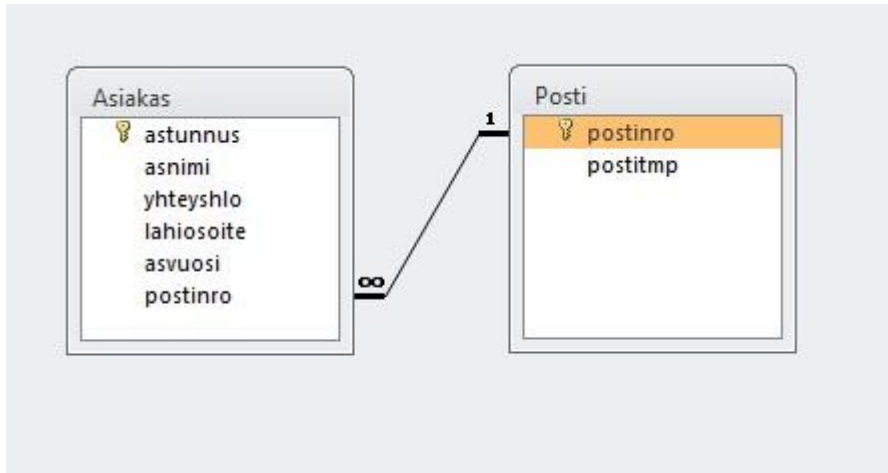 Asiakas
astunnus
asnimi
yhteyshlo
lahiosoite
asvuosi
postinro
∞
1
Posti
postinro
postitmp